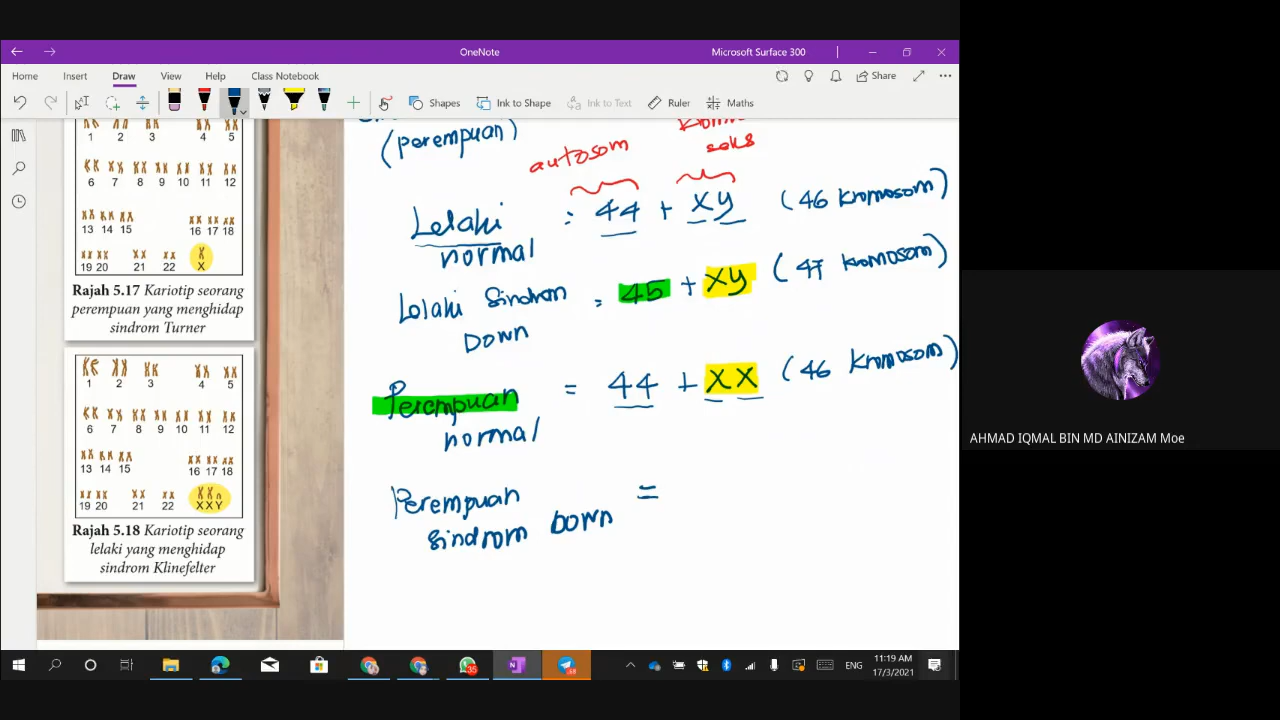 OneNote
Microsoft Surface 300
Home Insert Draw View Help Class Notebook
Share
Shapes Ink to Shape Ink to Text Ruler Maths
1 2 3 4 5
6 7 8 9 10 11 12
13 14 15 16 17 18
19 20 21 22 X
Rajah 5.17 Kariotip seorang
perempuan yang menghidap
sindrom Turner
1 2 3 4 5
6 7 8 9 10 11 12
13 14 15 16 17 18
19 20 21 22 X X Y
Rajah 5.18 Kariotip seorang
lelaki yang menghidap
sindrom Klinefelter
(perempuan)
autosom
seks
Lelaki = 44 + XY (46 kromosom)
normal
Lelaki Sindrom = 45 + XY (47 kromosom)
Down
Perempuan = 44 + XX (46 kromosom)
normal
Perempuan =
sindrom Down
AHMAD IQMAL BIN MD AINIZAM Moe
35
ENG
11:19 AM
17/3/2021